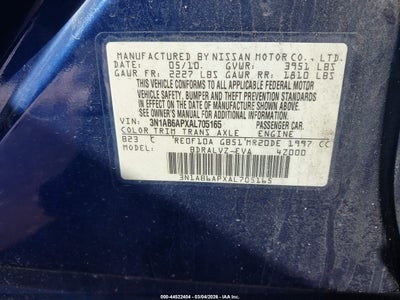 MANUFACTURED BY NISSAN MOTOR CO., LTD.
DATE: 05/10 GVWR: 3951 LBS
GAWR FR: 2227 LBS GAWR RR: 1810 LBS
THIS VEHICLE CONFORMS TO ALL APPLICABLE FEDERAL MOTOR
VEHICLE SAFETY, BUMPER AND THEFT PREVENTION STANDARDS
IN EFFECT ON THE DATE OF MANUFACTURE SHOWN ABOVE.
SEE OWNER'S MANUAL FOR ADDITIONAL INFORMATION
VIN: 3N1AB6APXAL705165 PASSENGER CAR.
COLOR TRIM TRANS AXLE ENGINE
B23 C RE0F10A GB51 MR20DE 1997 CC
MODEL: BDRALVZ-EVA 4Z000
3N1AB6APXAL705165
000-44522404 | 03/04/2026 - IAA Inc.